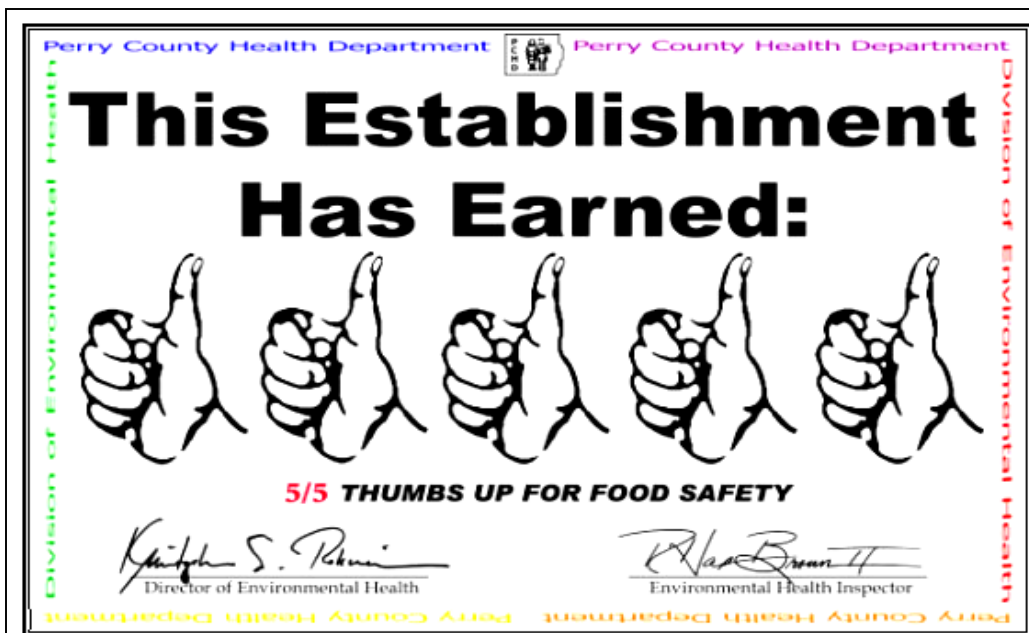 Perry County Health Department
PCHD
Perry County Health Department
Division of Environmental Health
Division of Environmental Health
This Establishment
Has Earned:
5/5 THUMBS UP FOR FOOD SAFETY
Director of Environmental Health
Environmental Health Inspector
Perry County Health Department
Perry County Health Department